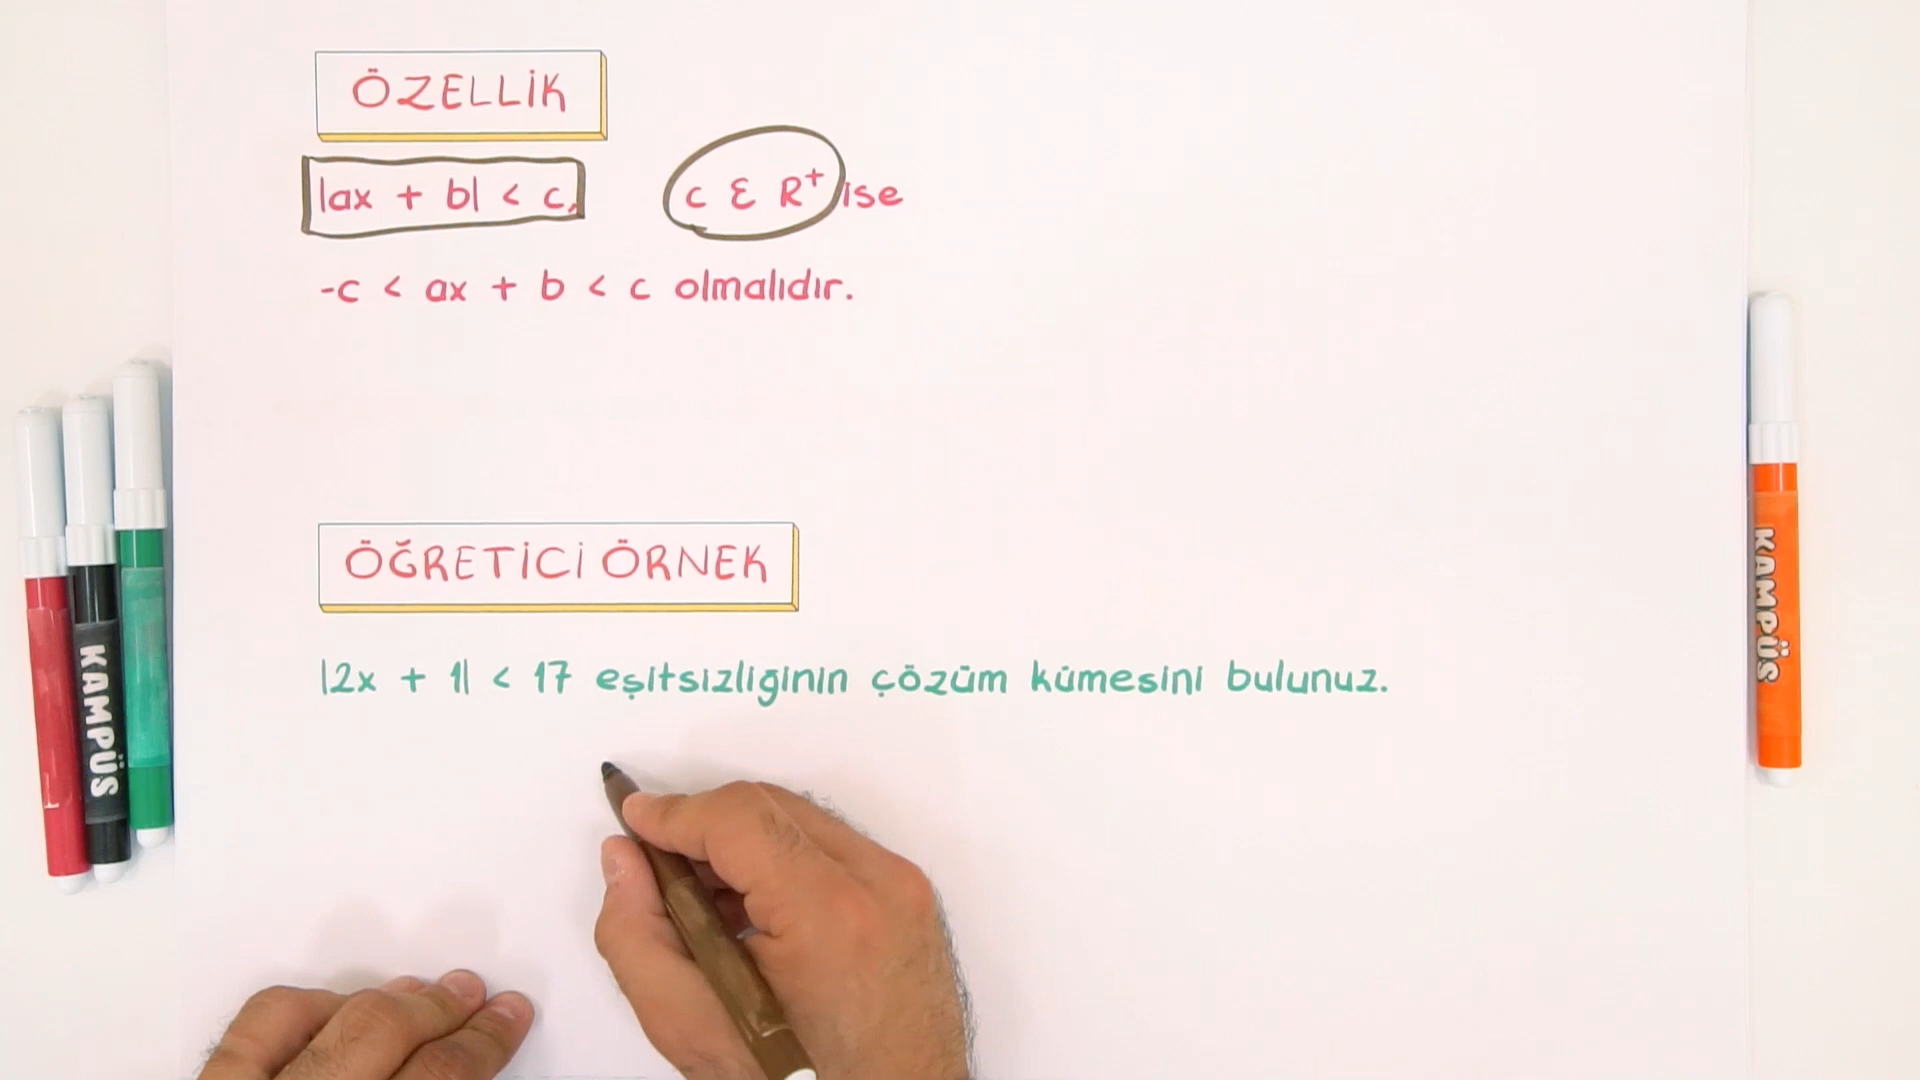 ÖZELLİK
|ax + b| < c, c Ɛ R⁺ ise
-c < ax + b < c olmalıdır.
ÖĞRETİCİ ÖRNEK
|2x + 1| < 17 eşitsizliğinin çözüm kümesini bulunuz.
KAMPÜS
KAMPÜS